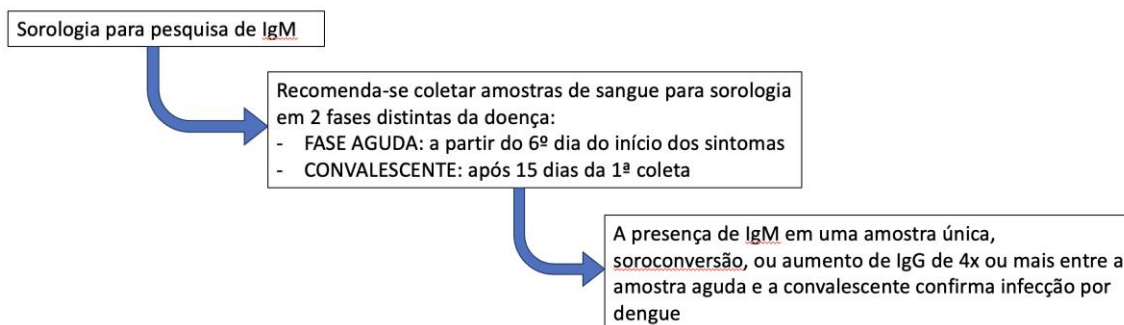 Sorologia para pesquisa de IgM
Recomenda-se coletar amostras de sangue para sorologia
em 2 fases distintas da doença:
- FASE AGUDA: a partir do 6º dia do início dos sintomas
- CONVALESCENTE: após 15 dias da 1ª coleta
A presença de IgM em uma amostra única,
soroconversão, ou aumento de IgG de 4x ou mais entre a
amostra aguda e a convalescente confirma infecção por
dengue